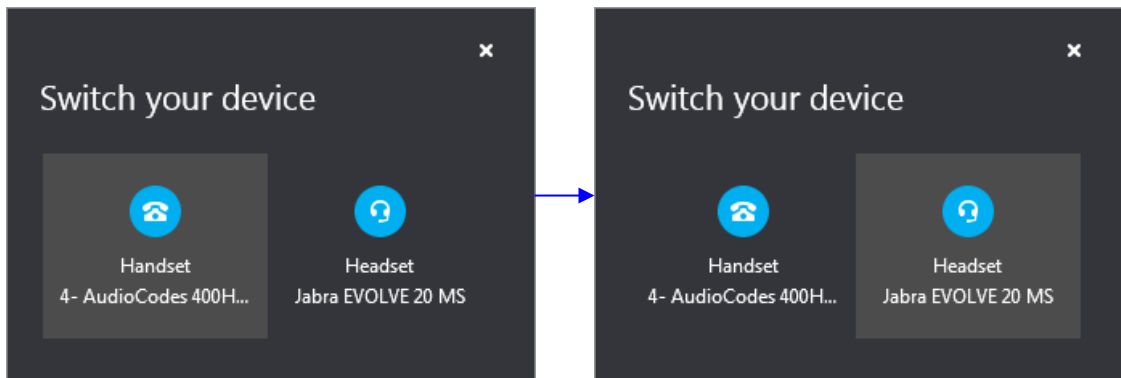 Switch your device
Handset
4- AudioCodes 400H...
Headset
Jabra EVOLVE 20 MS
Switch your device
Handset
4- AudioCodes 400H...
Headset
Jabra EVOLVE 20 MS